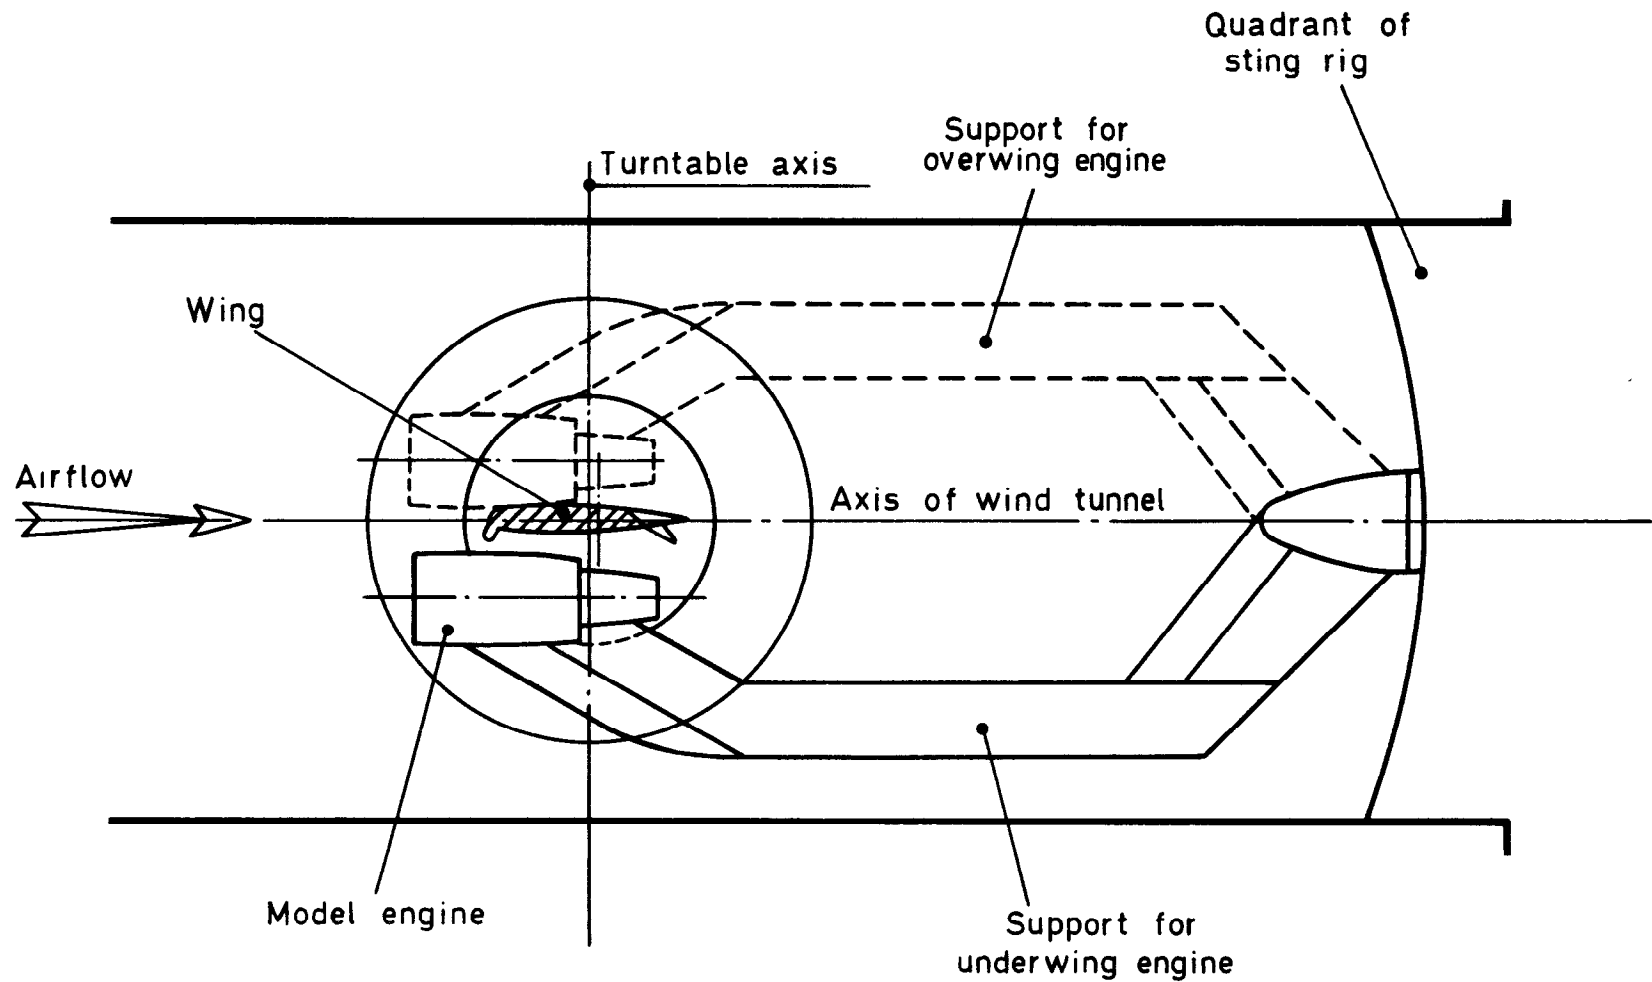 Quadrant of
sting rig
Support for
overwing engine
Turntable axis
Wing
Airflow
Axis of wind tunnel
Model engine
Support for
underwing engine